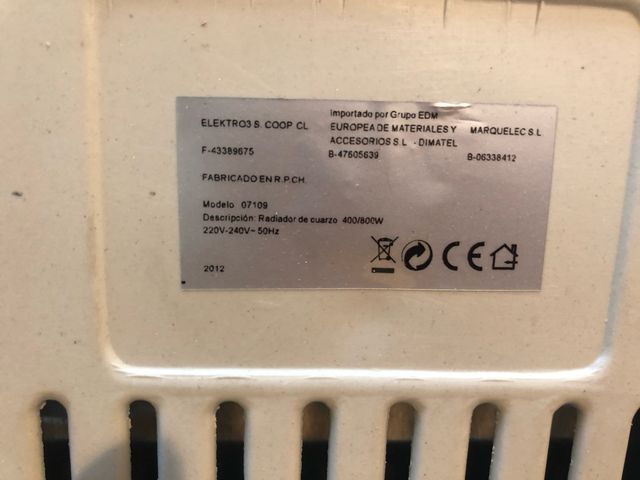 Importado por Grupo EDM
ELEKTRO3 S. COOP CL
EUROPEA DE MATERIALES Y
ACCESORIOS S.L - DIMATEL
MARQUELEC S.L
F-43389675
B-47605639
B-06338412
FABRICADO EN R.P.CH.
Modelo 07109
Descripción: Radiador de cuarzo 400/800W
220V-240V~ 50Hz
2012
CE